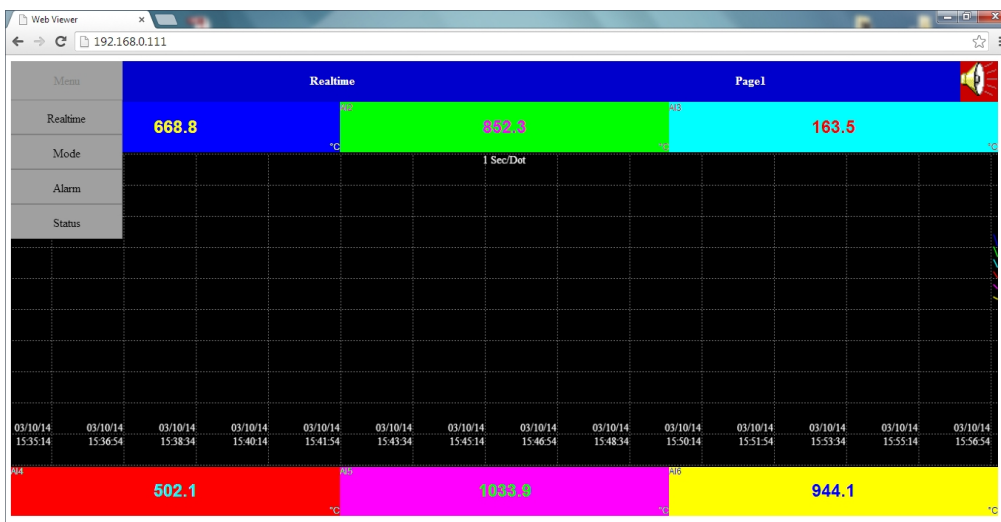 Web Viewer
192.168.0.111
Menu Realtime Page1
Realtime
Mode
Alarm
Status
AI2 AI3
668.8 852.3 163.5
°C °C °C
1 Sec/Dot
03/10/14 03/10/14 03/10/14 03/10/14 03/10/14 03/10/14 03/10/14 03/10/14 03/10/14 03/10/14 03/10/14 03/10/14 03/10/14 03/10/14
15:35:14 15:36:54 15:38:34 15:40:14 15:41:54 15:43:34 15:45:14 15:46:54 15:48:34 15:50:14 15:51:54 15:53:34 15:55:14 15:56:54
AI4 AI5 AI6
502.1 1033.9 944.1
°C °C °C